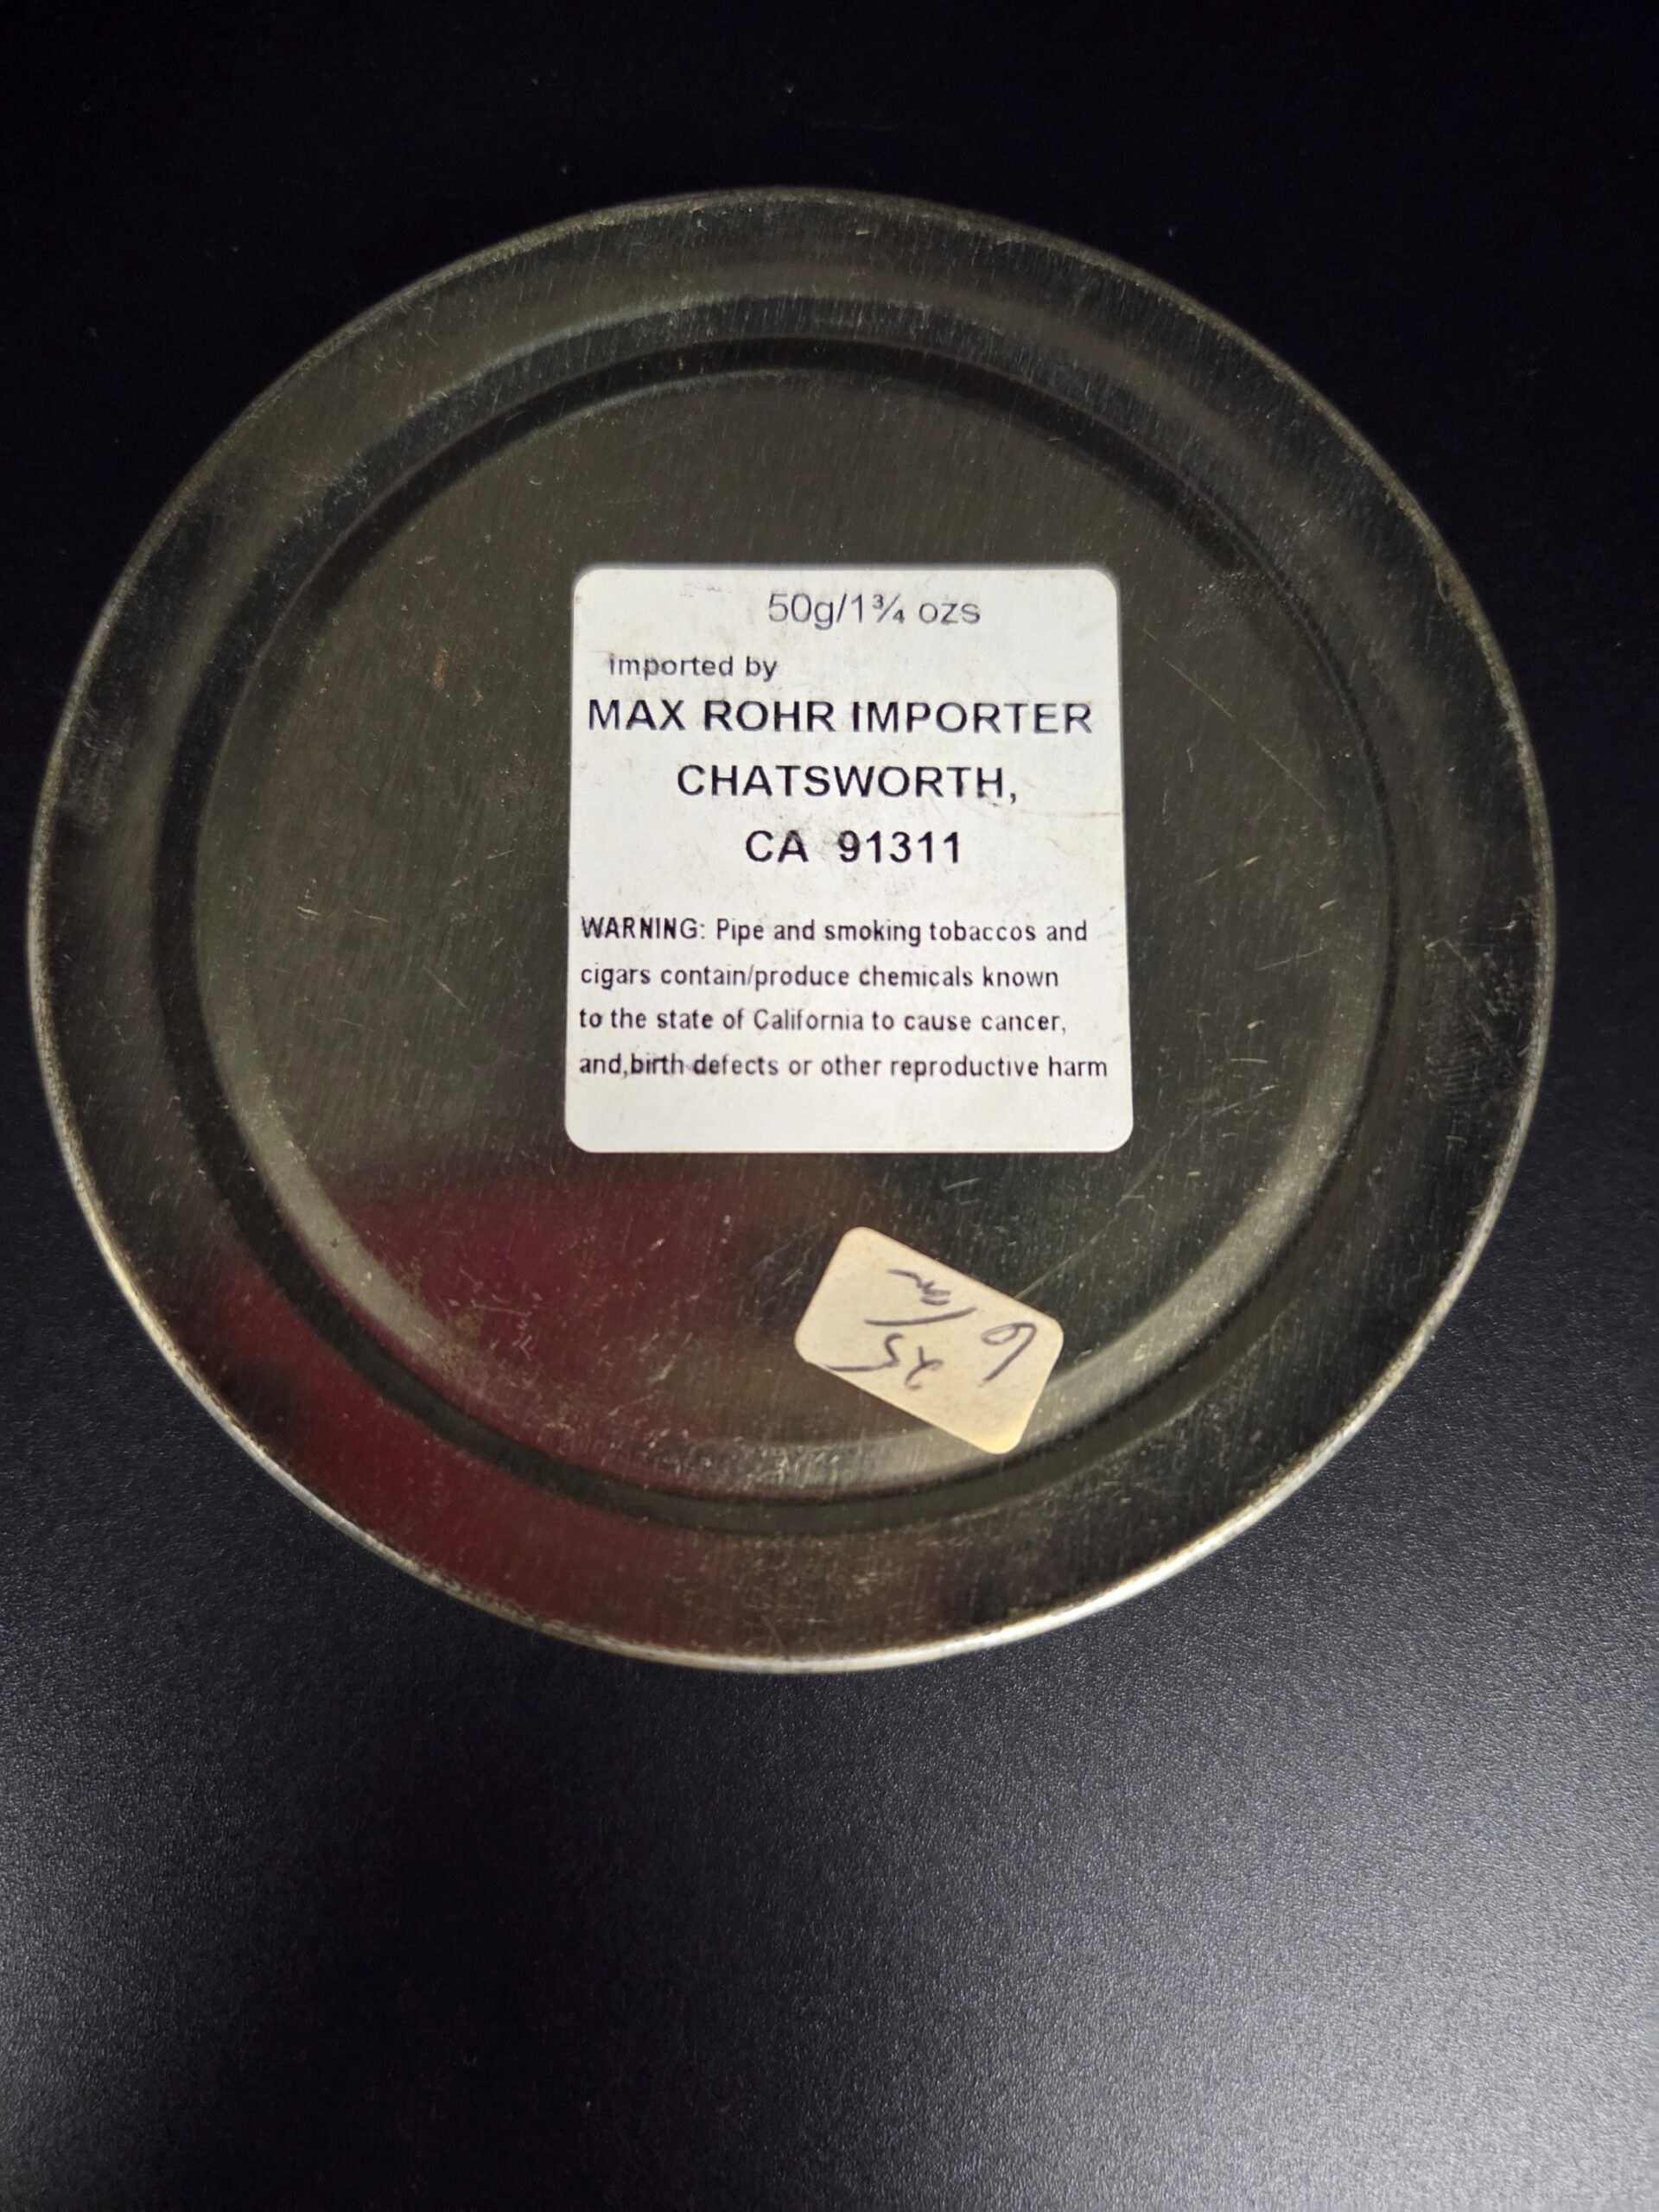 50g/1¾ ozs
imported by
MAX ROHR IMPORTER
CHATSWORTH,
CA 91311
WARNING: Pipe and smoking tobaccos and
cigars contain/produce chemicals known
to the state of California to cause cancer,
and,birth defects or other reproductive harm
25